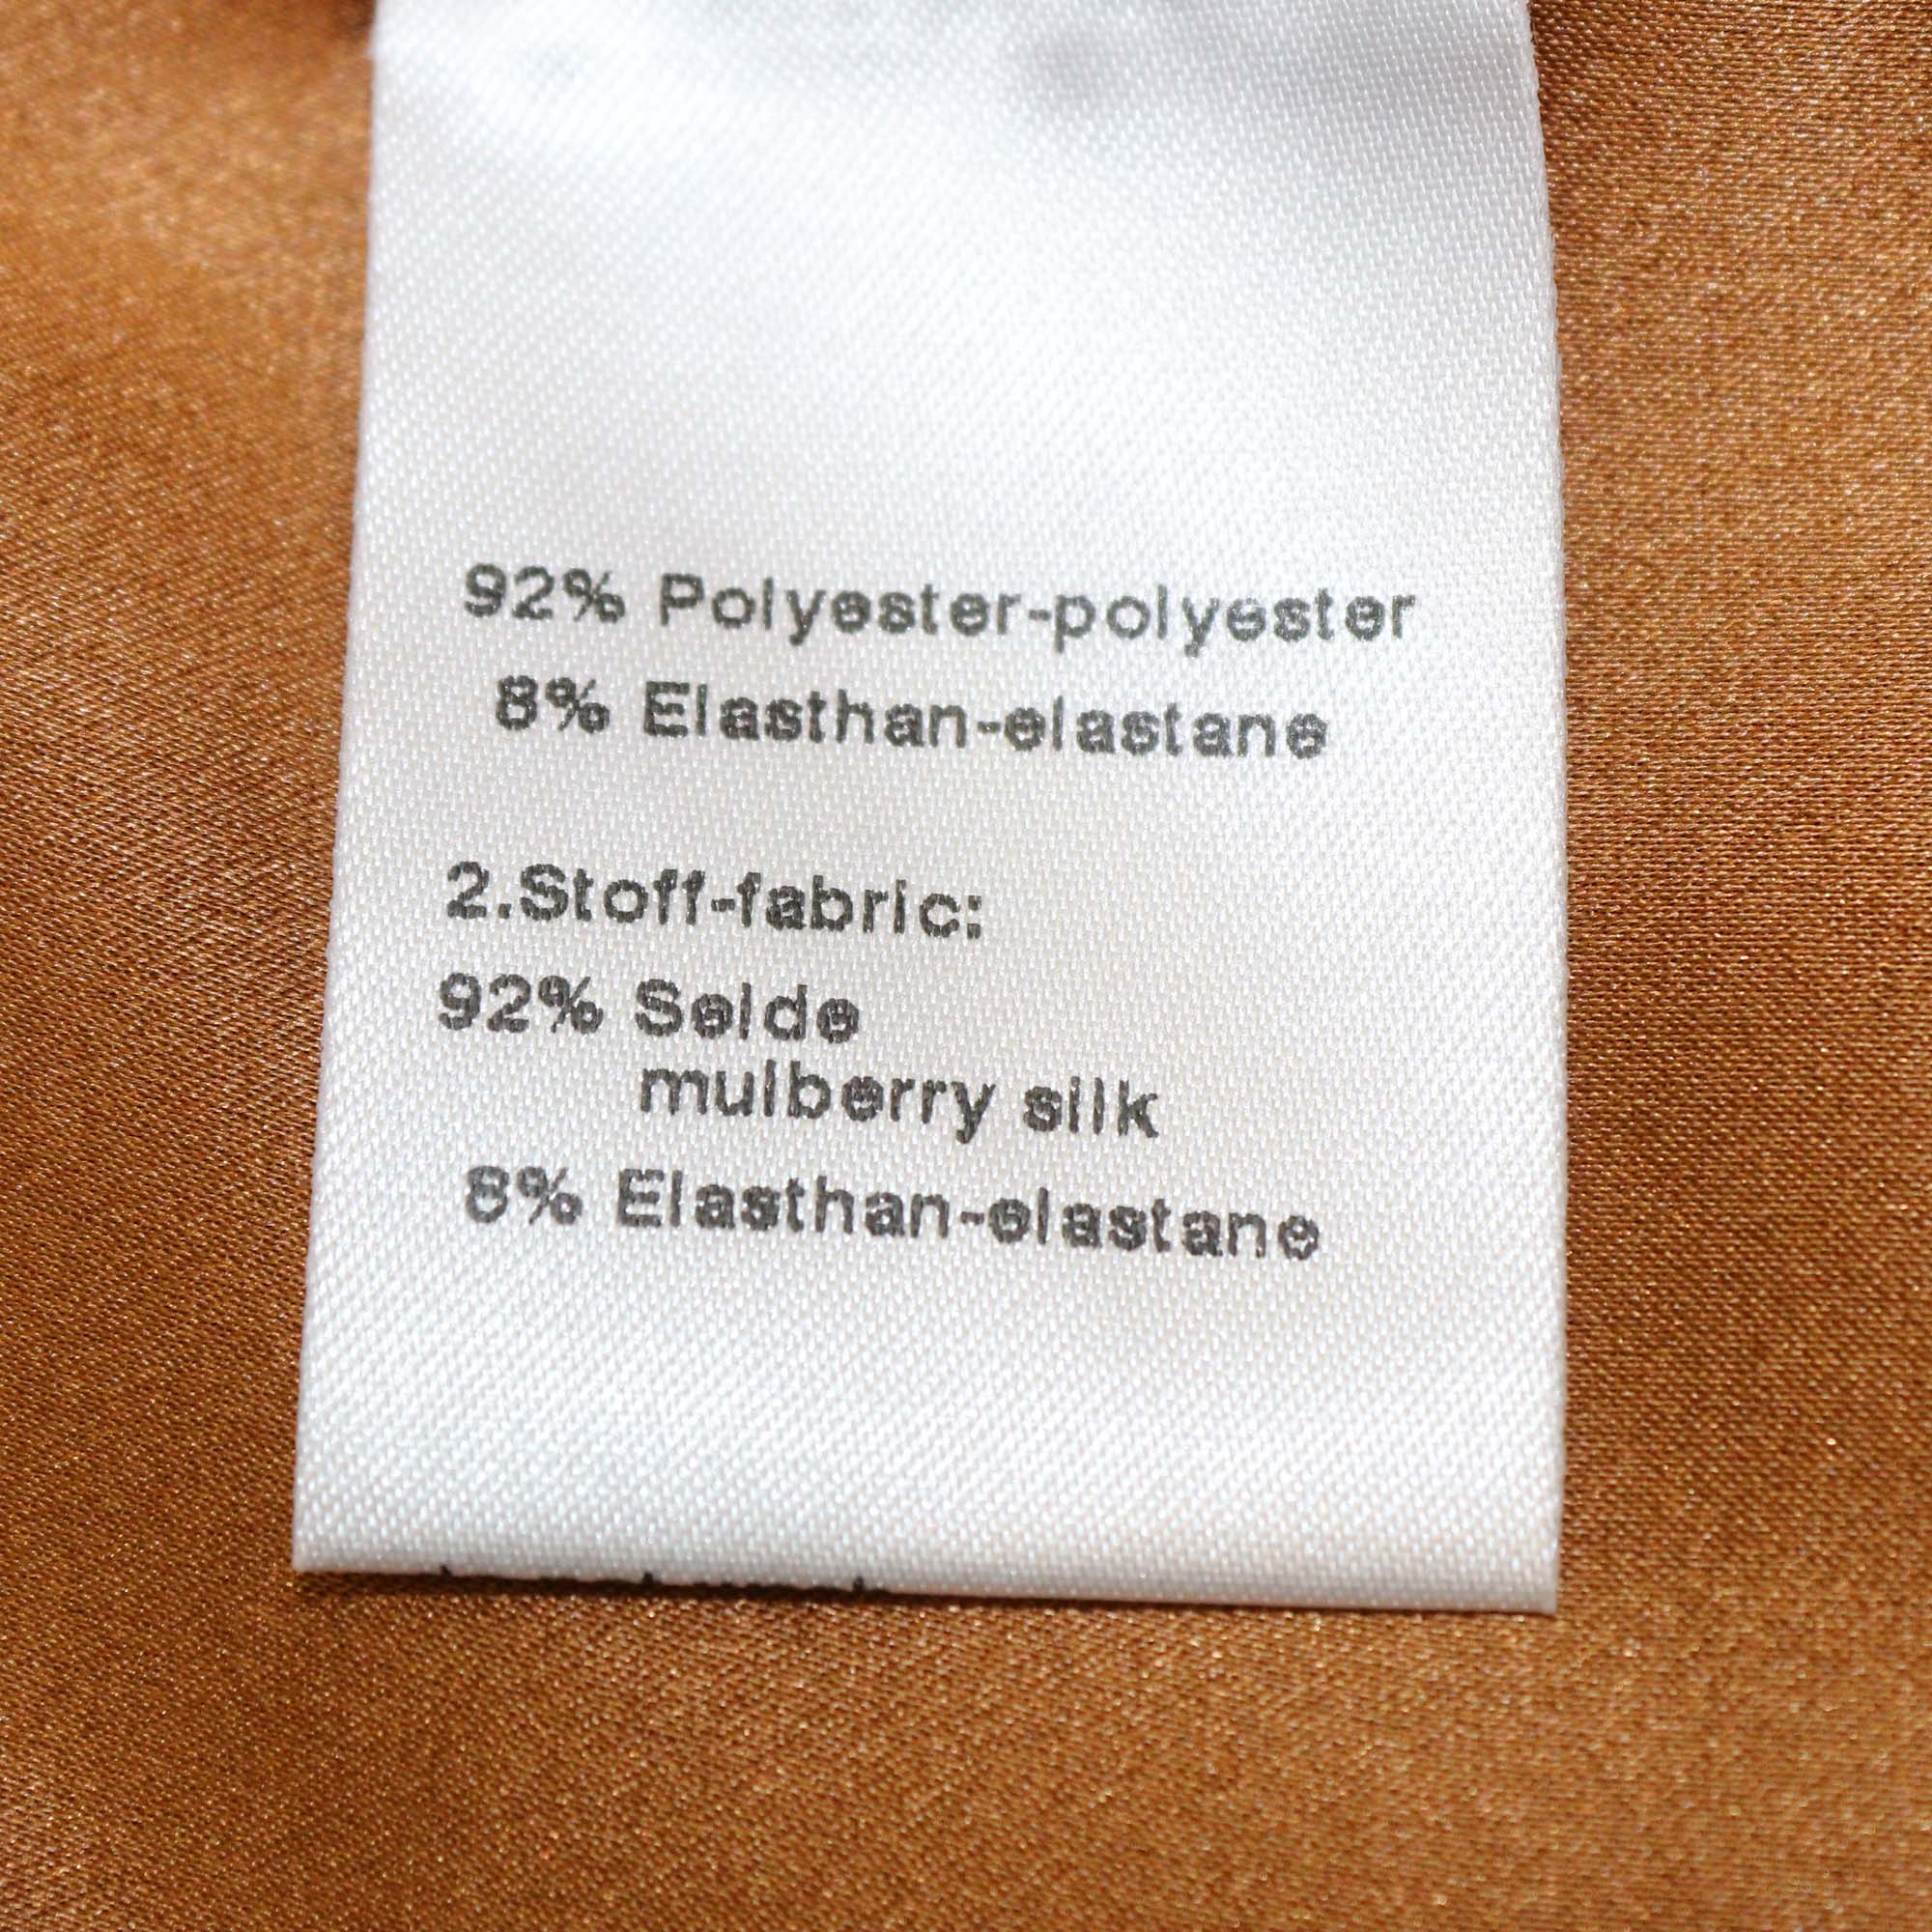 92% Polyester-polyester
8% Elasthan-elastane
2.Stoff-fabric:
92% Seide
mulberry silk
8% Elasthan-elastane